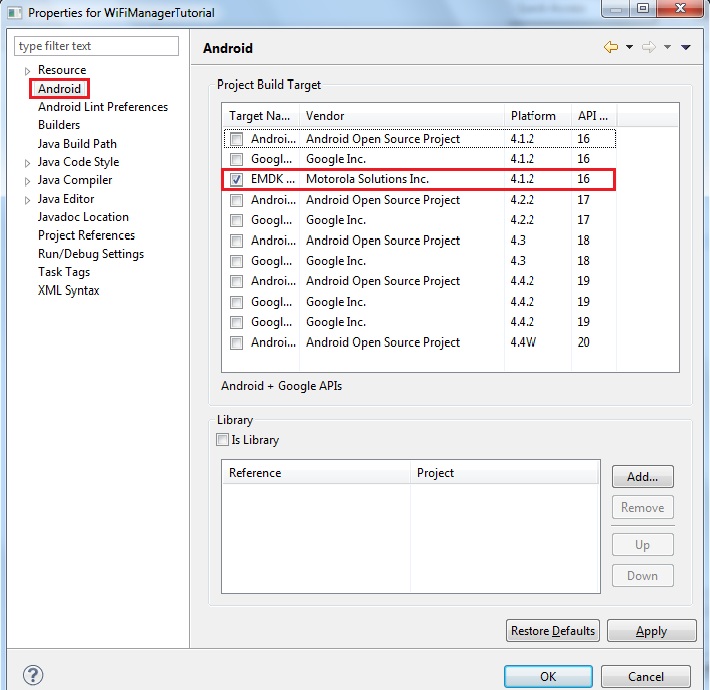 Properties for WiFiManagerTutorial
type filter text
Resource
Android
Android Lint Preferences
Builders
Java Build Path
Java Code Style
Java Compiler
Java Editor
Javadoc Location
Project References
Run/Debug Settings
Task Tags
XML Syntax
Android
Project Build Target
Target Na... Vendor Platform API ...
Androi... Android Open Source Project 4.1.2 16
Googl... Google Inc. 4.1.2 16
EMDK ... Motorola Solutions Inc. 4.1.2 16
Androi... Android Open Source Project 4.2.2 17
Googl... Google Inc. 4.2.2 17
Androi... Android Open Source Project 4.3 18
Googl... Google Inc. 4.3 18
Androi... Android Open Source Project 4.4.2 19
Googl... Google Inc. 4.4.2 19
Googl... Google Inc. 4.4.2 19
Androi... Android Open Source Project 4.4W 20
Android + Google APIs
Library
Is Library
Reference Project
Add...
Remove
Up
Down
Restore Defaults Apply
OK Cancel